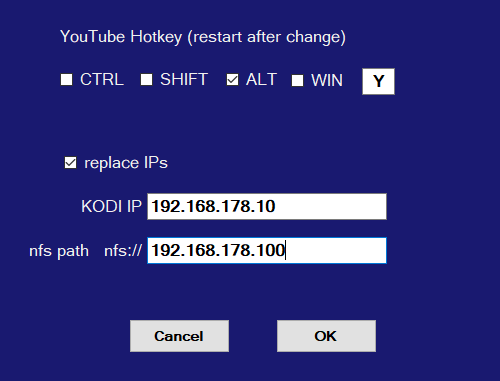 YouTube Hotkey (restart after change)
CTRL SHIFT ALT WIN Y
replace IPs
KODI IP 192.168.178.10
nfs path nfs:// 192.168.178.100
Cancel OK